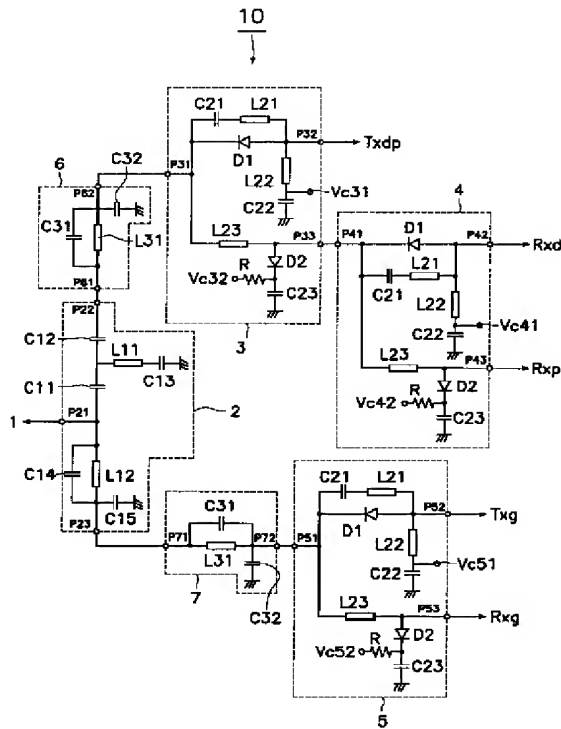 10
C21 L21
P32
Txdp
P31
D1
6
C32
L22
P62
Vc31
C22
4
C31
L31
L23
P33
P41
D1
P42
Rxd
D2
P61
Vc32
R
C23
C21
L21
L22
P22
C12
3
C22
Vc41
L11
C13
L23
P43
Rxp
C11
D2
P21
1
2
Vc42
R
C23
C14
L12
C15
C21
L21
P23
C31
P52
Txg
P71
P72
P51
D1
L22
L31
Vc51
C22
7
C32
L23
P53
Rxg
R
D2
Vc52
C23
5